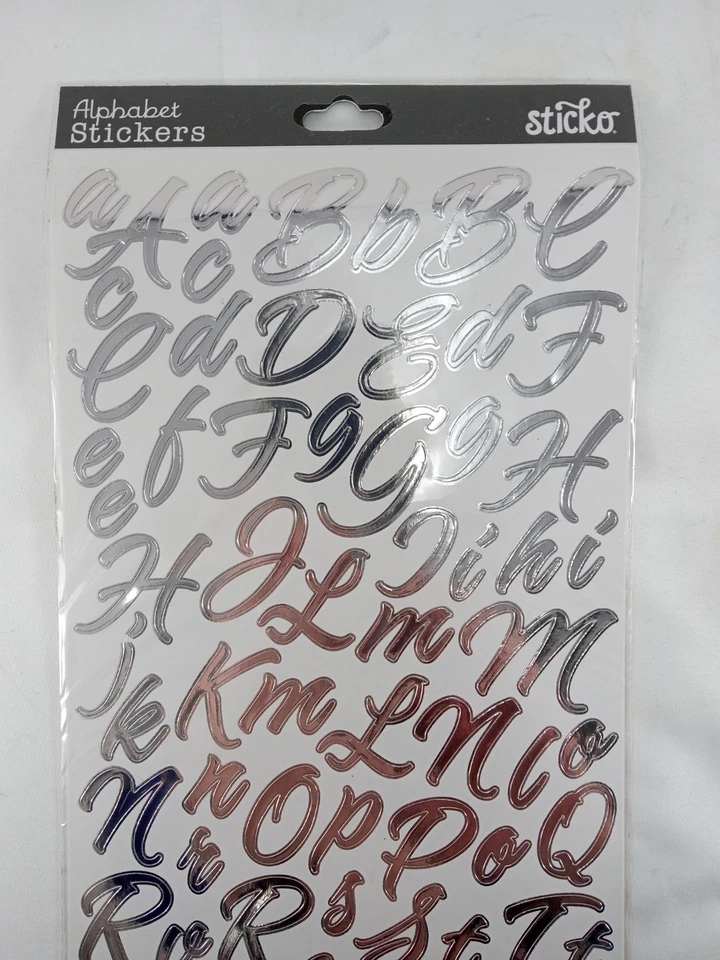 Alphabet
Stickers
sticko
a A a B b B C
c c
C d D E d F
e f F g G g H
e
H J L I i h i
j k K m L m M
N n O p N l a
r P o Q
R r R s S t T t